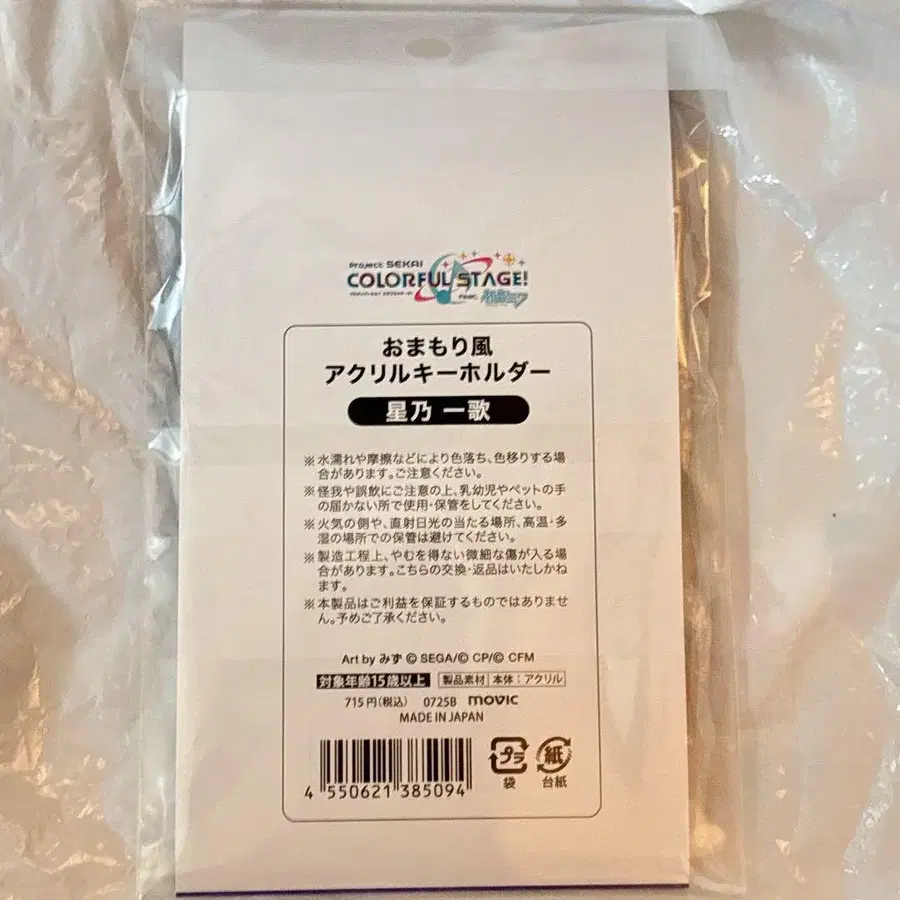 Project SEKAI
COLORFUL STAGE!
feat. 初音ミク
おまもり風
アクリルキーホルダー
星乃 一歌
※水濡れや摩擦などにより色落ち、色移りする場
合があります。ご注意ください。
※怪我や誤飲にご注意の上、乳幼児やペットの手
の届かない所で使用・保管をしてください。
※火気の側や、直射日光の当たる場所、高温・多
湿の場所での保管は避けてください。
※製造工程上、やむを得ない微細な傷が入る場
合があります。こちらの交換・返品はいたしかね
ます。
※本製品はご利益を保証するものではありませ
ん。予めご了承ください。
Art by みず © SEGA/© CP/© CFM
対象年齢15歳以上 製品素材 本体：アクリル
715円(税込) 0725B movic
MADE IN JAPAN
4 550621 385094
プラ 紙
袋 台紙